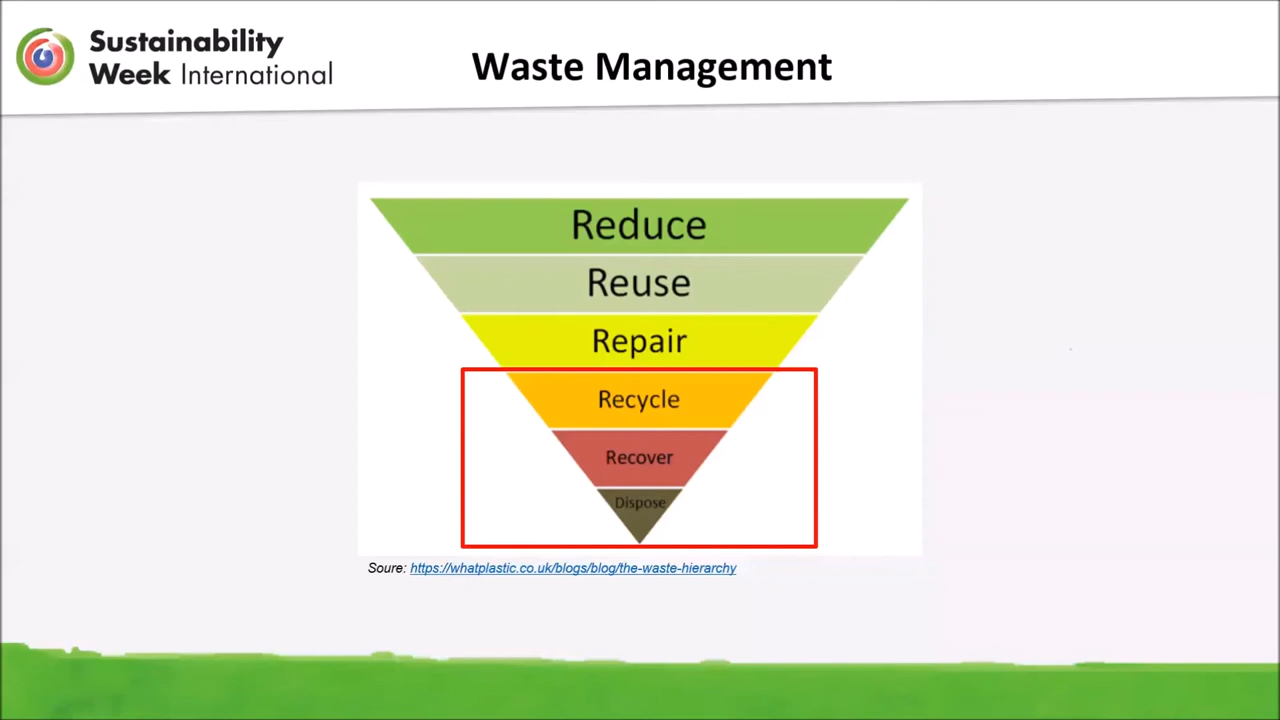 Sustainability
Week International
Waste Management
Reduce
Reuse
Repair
Recycle
Recover
Dispose
Soure: https://whatplastic.co.uk/blogs/blog/the-waste-hierarchy